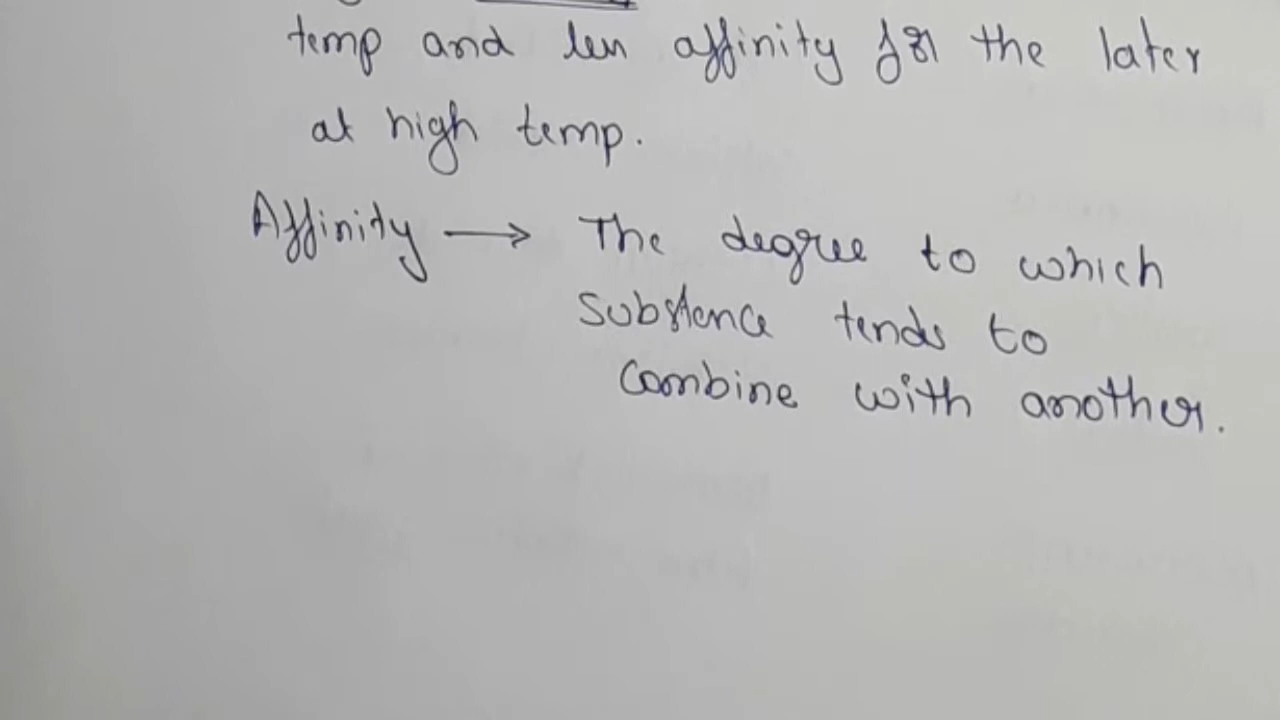 temp and less affinity for the later
at high temp.
Affinity → The degree to which
substance tends to
combine with another.